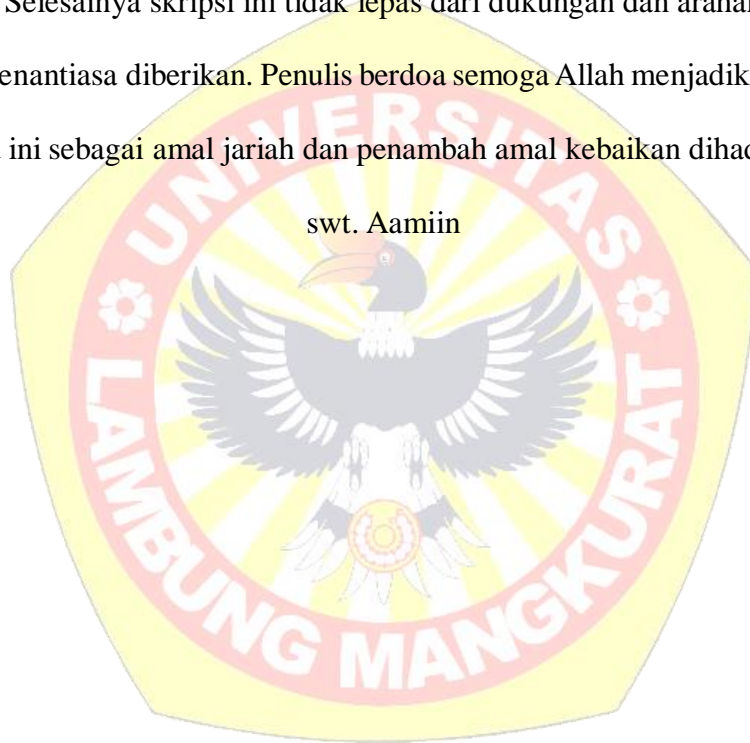 Selesainya skripsi ini tidak lepas dari dukungan dan arahan
enantiasa diberikan. Penulis berdoa semoga Allah menjadik
ini sebagai amal jariah dan penambah amal kebaikan dihad
swt. Aamiin
UNIVERSITAS
LAMBUNG MANGKURAT